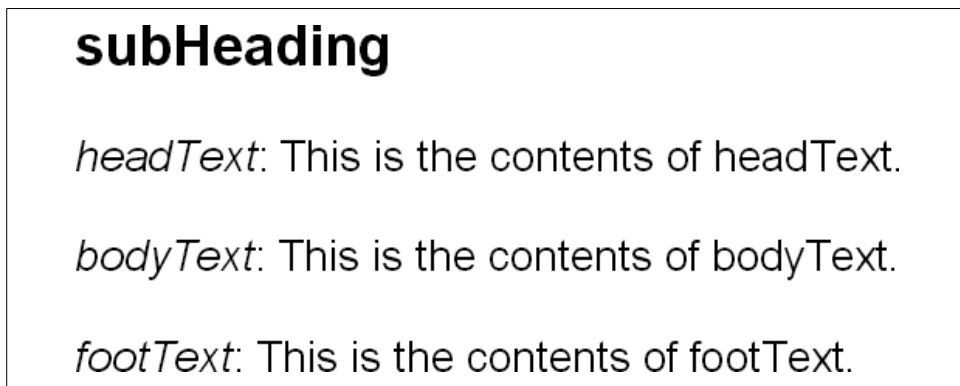 subHeading
headText: This is the contents of headText.
bodyText: This is the contents of bodyText.
footText: This is the contents of footText.